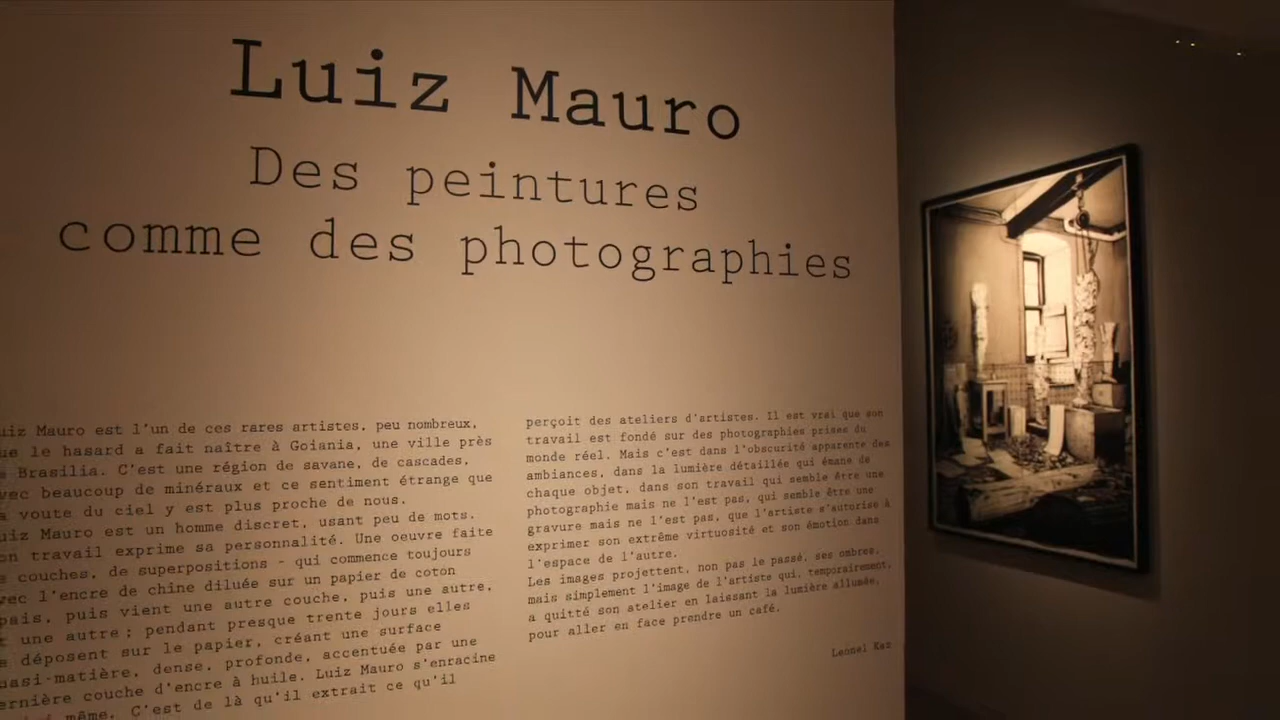 Luiz Mauro
Des peintures
comme des photographies
uiz Mauro est l'un de ces rares artistes, peu nombreux,
ue le hasard a fait naître à Goiania, une ville près
e Brasilia. C'est une région de savane, de cascades,
vec beaucoup de minéraux et ce sentiment étrange que
a voute du ciel y est plus proche de nous.
uiz Mauro est un homme discret, usant peu de mots.
on travail exprime sa personnalité. Une oeuvre faite
e couches, de superpositions - qui commence toujours
vec l'encre de chîne diluée sur un papier de coton
pais, puis vient une autre couche, puis une autre,
t une autre ; pendant presque trente jours elles
e déposent sur le papier, créant une surface
uasi-matière, dense, profonde, accentuée par une
ernière couche d'encre à huile. Luiz Mauro s'enracine
même. C'est de là qu'il extrait ce qu'il
perçoit des ateliers d'artistes. Il est vrai que son
travail est fondé sur des photographies prises du
monde réel. Mais c'est dans l'obscurité apparente des
ambiances, dans la lumière détaillée qui émane de
chaque objet, dans son travail qui semble être une
photographie mais ne l'est pas, qui semble être une
gravure mais ne l'est pas, que l'artiste s'autorise à
exprimer son extrême virtuosité et son émotion dans
l'espace de l'autre.
Les images projettent, non pas le passé, ses ombres,
mais simplement l'image de l'artiste qui, temporairement,
a quitté son atelier en laissant la lumière allumée,
pour aller en face prendre un café.
Leonel Kaz